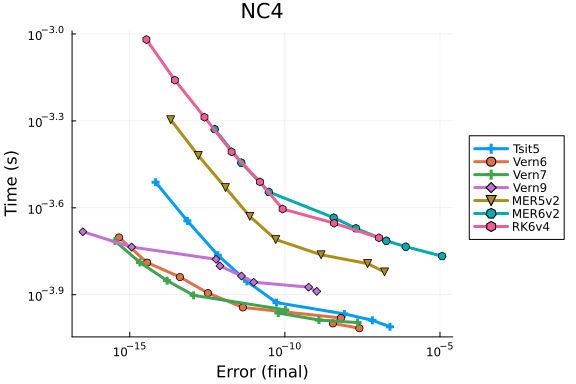 NC4
10⁻³·⁰
10⁻³·³
10⁻³·⁶
10⁻³·⁹
Time (s)
10⁻¹⁵
10⁻¹⁰
10⁻⁵
Error (final)
Tsit5
Vern6
Vern7
Vern9
MER5v2
MER6v2
RK6v4